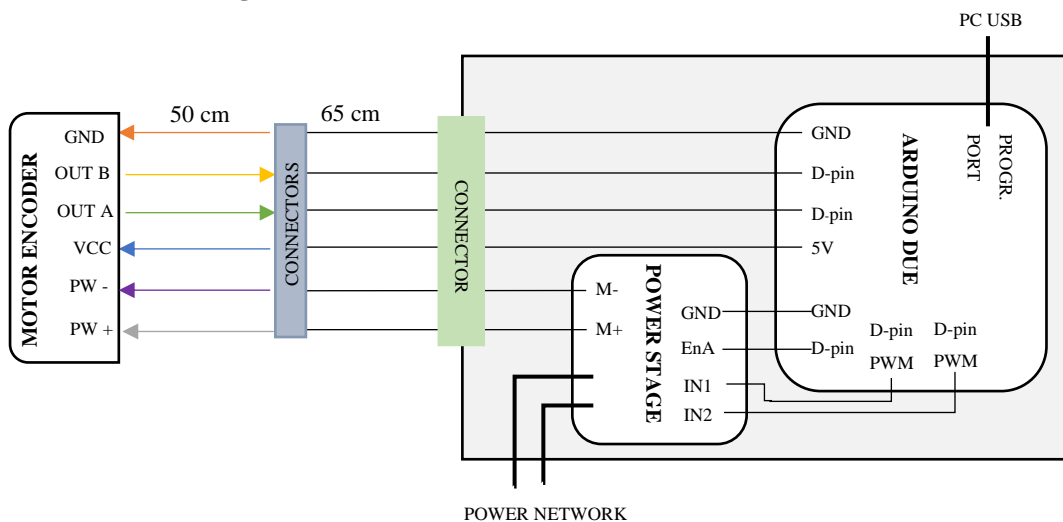 PC USB
50 cm
65 cm
MOTOR ENCODER
GND
OUT B
OUT A
VCC
PW -
PW +
CONNECTORS
CONNECTOR
GND
D-pin
D-pin
5V
GND
D-pin
ARDUINO DUE
PROGR.
PORT
D-pin
PWM
D-pin
PWM
POWER STAGE
M-
M+
GND
EnA
IN1
IN2
POWER NETWORK